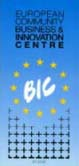 EUROPEAN
COMMUNITY
BUSINESS &
INNOVATION
CENTRE
BIC